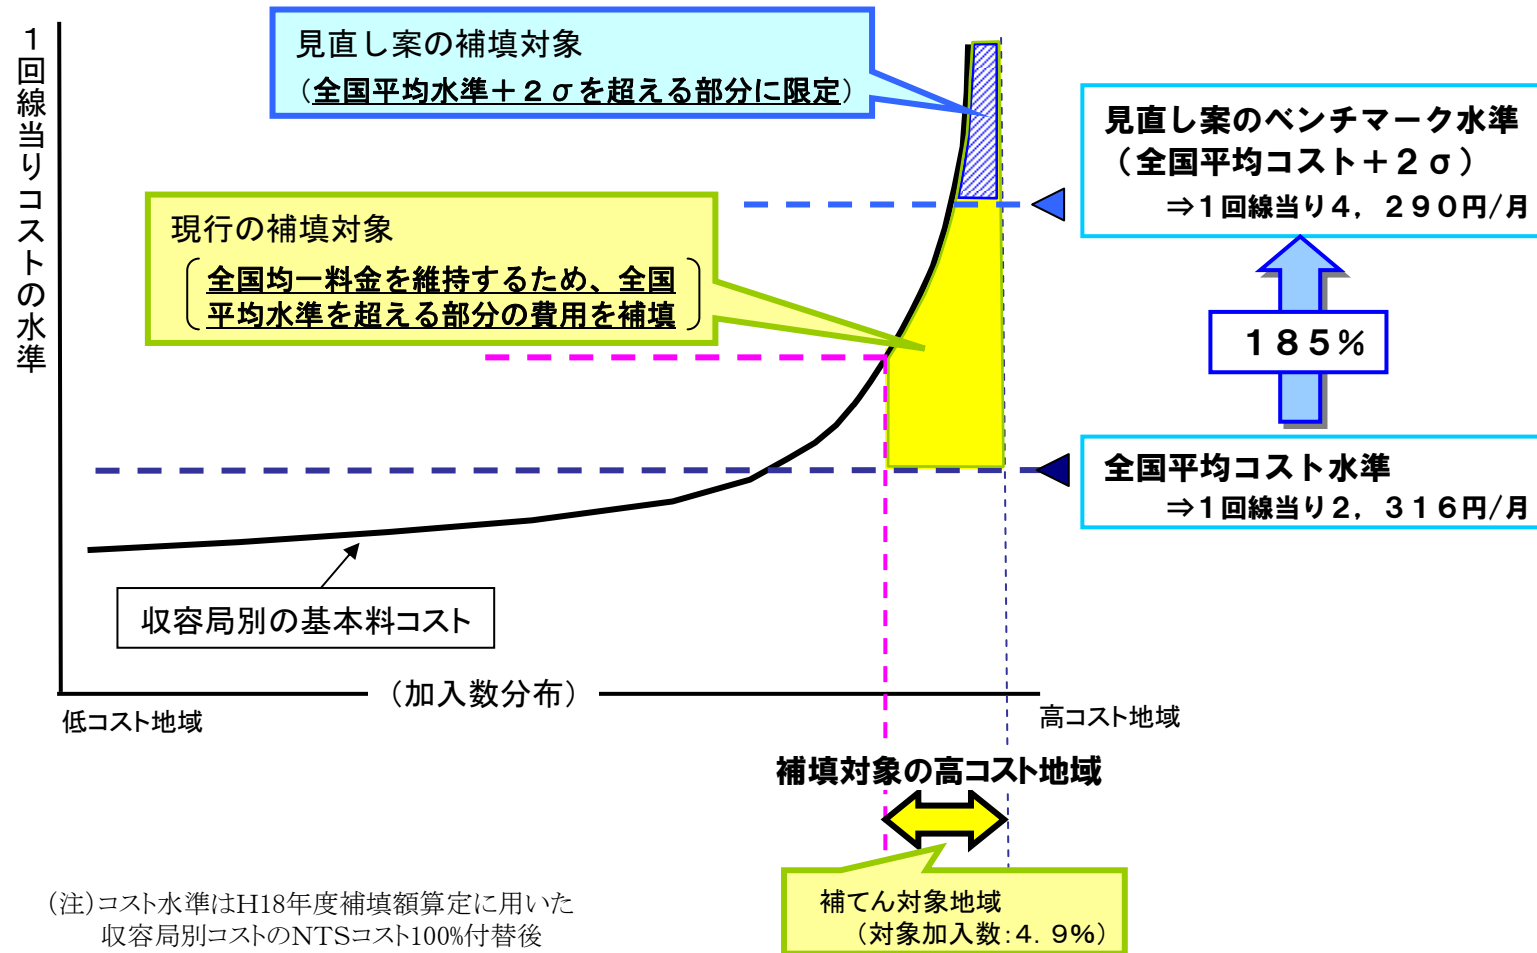 1回線当りコストの水準
見直し案の補填対象
（全国平均水準＋２σを超える部分に限定）
現行の補填対象
全国均一料金を維持するため、全国
平均水準を超える部分の費用を補填
見直し案のベンチマーク水準
（全国平均コスト＋２σ）
⇒1回線当り４，２９０円/月
１８５％
全国平均コスト水準
⇒1回線当り２，３１６円/月
収容局別の基本料コスト
（加入数分布）
低コスト地域
高コスト地域
補填対象の高コスト地域
補てん対象地域
（対象加入数：４．９％）
（注）コスト水準はH18年度補填額算定に用いた
収容局別コストのNTSコスト100%付替後